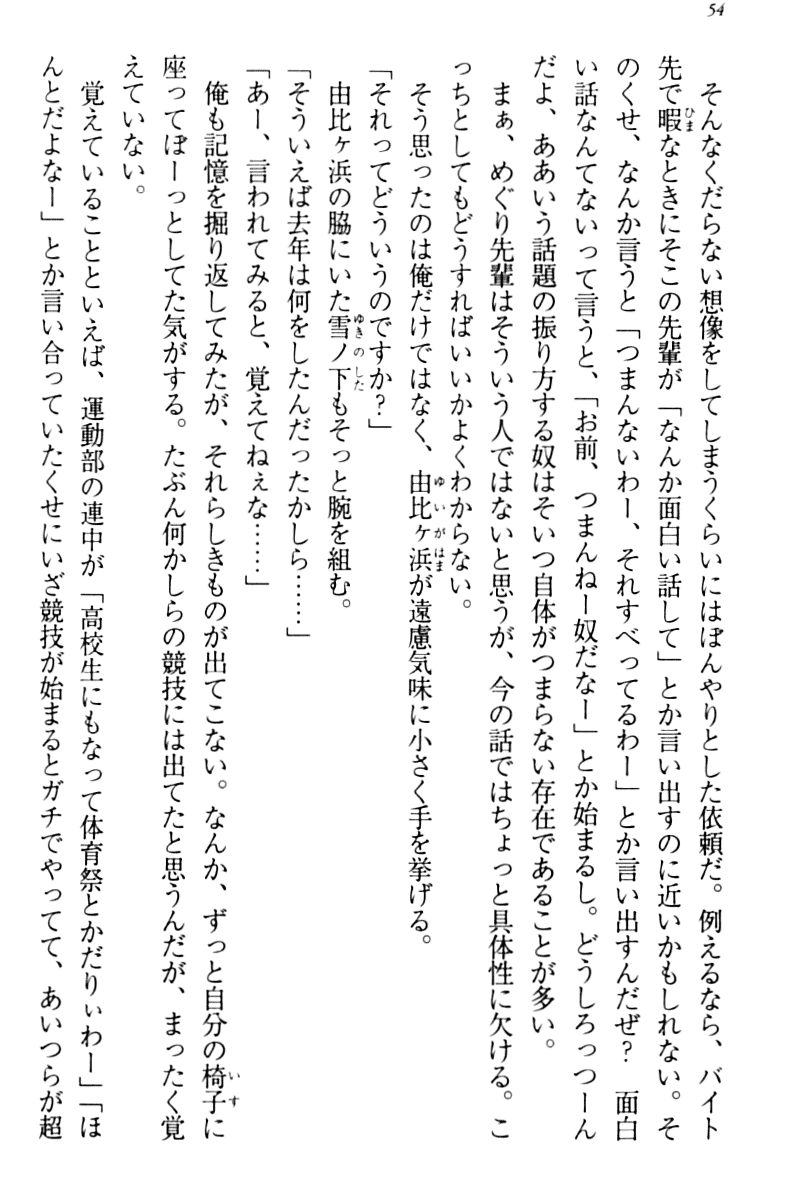 54
そんなくだらない想像をしてしまうくらいにはぼんやりとした依頼だ。例えるなら、バイト
先で暇なときにそこの先輩が「なんか面白い話して」とか言い出すのに近いかもしれない。そ
のくせ、なんか言うと「つまんないわー、それすべってるわー」とか言い出すんだぜ?　面白
い話なんてないって言うと、「お前、つまんねー奴だなー」とか始まるし。どうしろっつーん
だよ、ああいう話題の振り方する奴はそいつ自体がつまらない存在であることが多い。
まぁ、めぐり先輩はそういう人ではないと思うが、今の話ではちょっと具体性に欠ける。こ
っちとしてもどうすればいいかよくわからない。
そう思ったのは俺だけではなく、由比ヶ浜が遠慮気味に小さく手を挙げる。
「それってどういうのですか?」
由比ヶ浜の脇にいた雪ノ下もそっと腕を組む。
「そういえば去年は何をしたんだったかしら……」
「あー、言われてみると、覚えてねぇな……」
俺も記憶を掘り返してみたが、それらしきものが出てこない。なんか、ずっと自分の椅子に
座ってぼーっとしてた気がする。たぶん何かしらの競技には出てたと思うんだが、まったく覚
えていない。
覚えていることといえば、運動部の連中が「高校生にもなって体育祭とかだりぃわー」「ほ
んとだよなー」とか言い合っていたくせにいざ競技が始まるとガチでやってて、あいつらが超